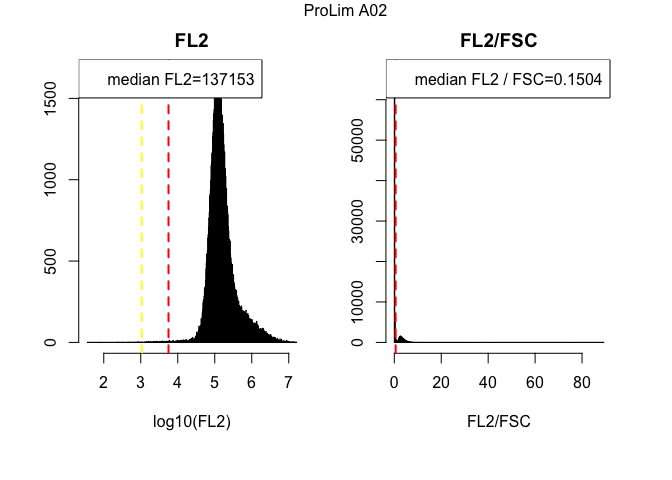 ProLim A02
FL2
median FL2=137153
0
500
1000
1500
2 3 4 5 6 7
log10(FL2)
FL2/FSC
median FL2 / FSC=0.1504
0
10000
30000
50000
0 20 40 60 80
FL2/FSC